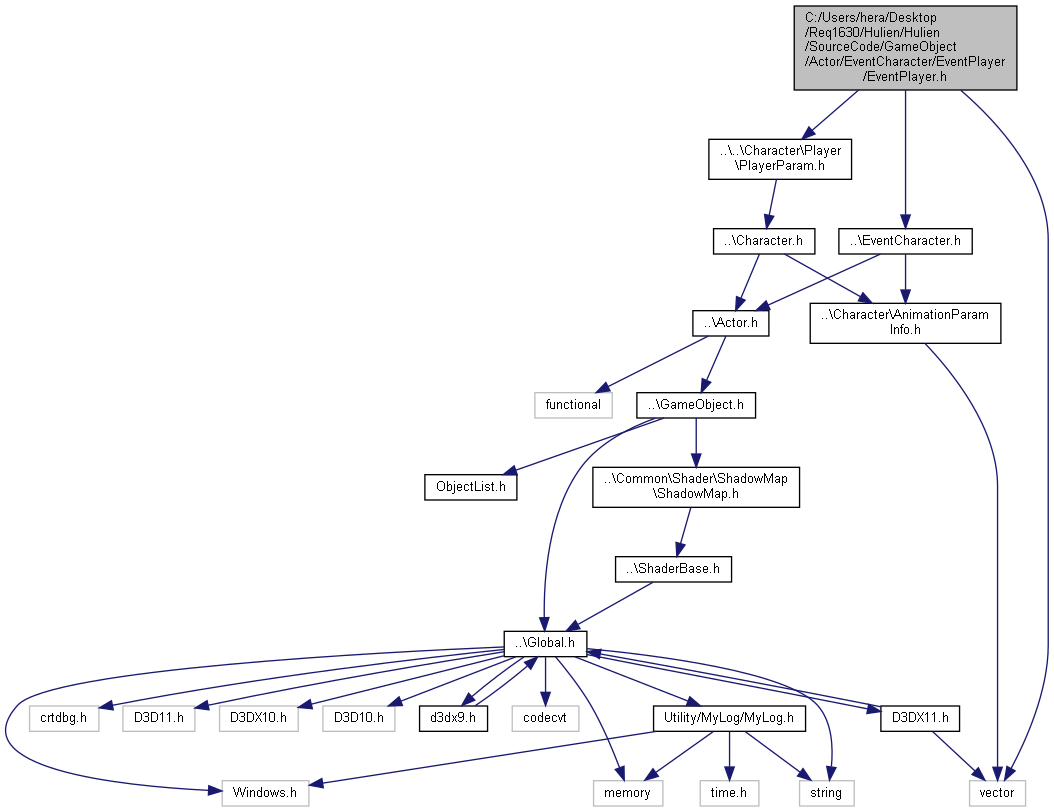 C:/Users/hera/Desktop
/Req1630/Hulien/Hulien
/SourceCode/GameObject
/Actor/EventCharacter/EventPlayer
/EventPlayer.h
..\..\Character\Player
\PlayerParam.h
..\Character.h
..\EventCharacter.h
..\Actor.h
..\Character\AnimationParam
Info.h
functional
..\GameObject.h
ObjectList.h
..\Common\Shader\ShadowMap
\ShadowMap.h
..\ShaderBase.h
..\Global.h
crtdbg.h
D3D11.h
D3DX10.h
D3D10.h
d3dx9.h
codecvt
Utility/MyLog/MyLog.h
D3DX11.h
Windows.h
memory
time.h
string
vector